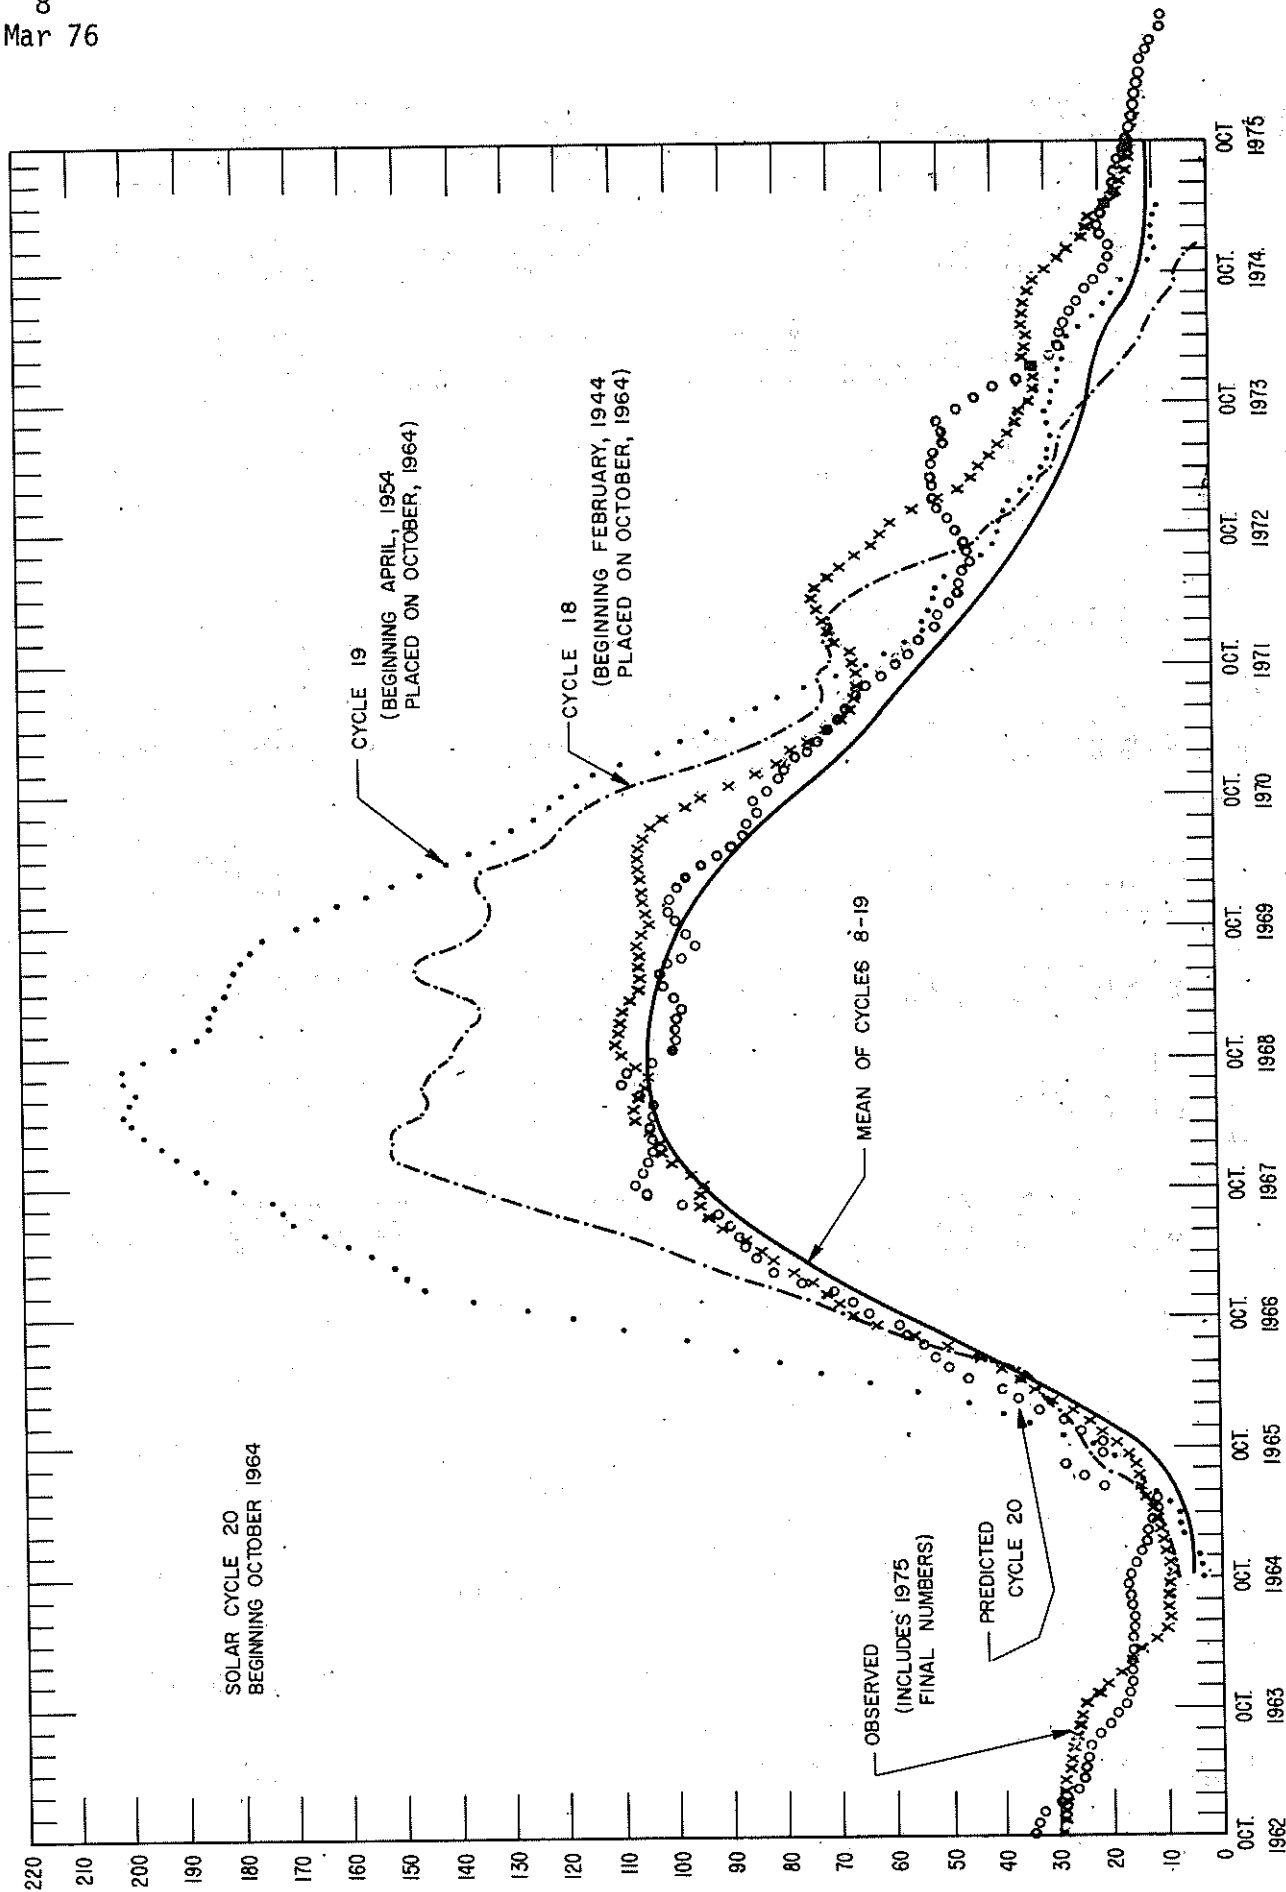 8
Mar 76
SOLAR CYCLE 20
BEGINNING OCTOBER 1964
CYCLE 19
(BEGINNING APRIL, 1954
PLACED ON OCTOBER, 1964)
CYCLE 18
(BEGINNING FEBRUARY, 1944
PLACED ON OCTOBER, 1964)
MEAN OF CYCLES 8-19
OBSERVED
(INCLUDES 1975
FINAL NUMBERS)
PREDICTED
CYCLE 20
220
210
200
190
180
170
160
150
140
130
120
110
100
90
80
70
60
50
40
30
20
10
0
OCT.
1962
OCT.
1963
OCT.
1964
OCT.
1965
OCT.
1966
OCT.
1967
OCT.
1968
OCT.
1969
OCT.
1970
OCT.
1971
OCT.
1972
OCT.
1973
OCT.
1974
OCT
1975